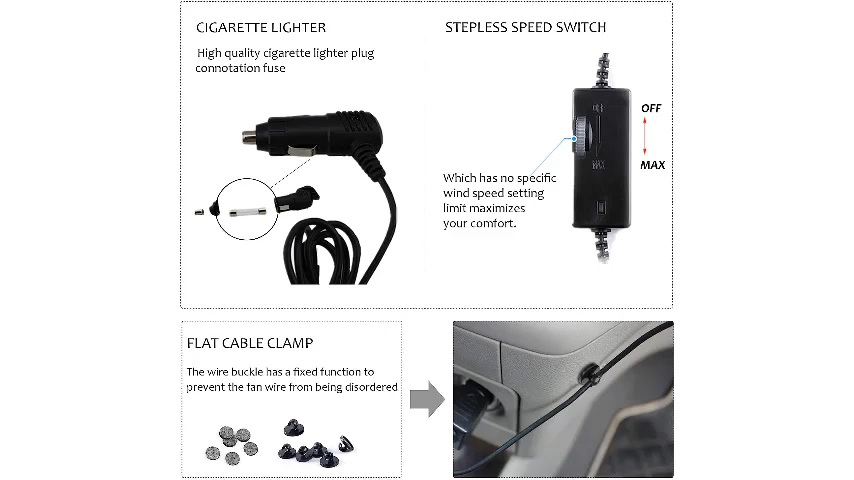 CIGARETTE LIGHTER
High quality cigarette lighter plug
connotation fuse
STEPLESS SPEED SWITCH
OFF
MAX
MAX
Which has no specific
wind speed setting
limit maximizes
your comfort.
FLAT CABLE CLAMP
The wire buckle has a fixed function to
prevent the fan wire from being disordered